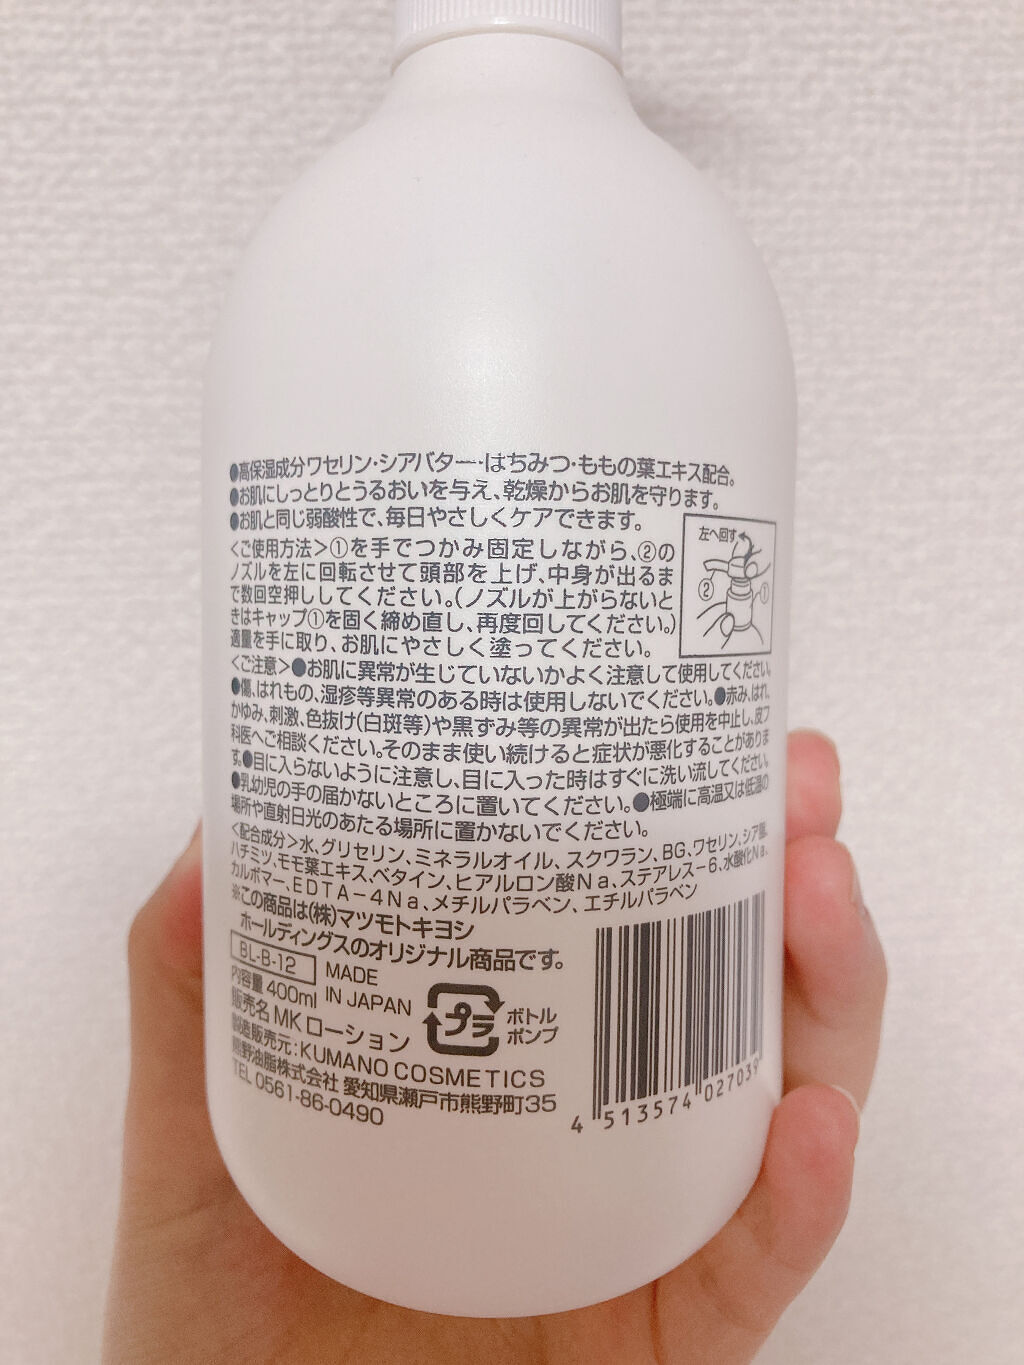 ●高保湿成分ワセリン・シアバター・はちみつ・ももの葉エキス配合。
●お肌にしっとりとうるおいを与え、乾燥からお肌を守ります。
●お肌と同じ弱酸性で、毎日やさしくケアできます。
<ご使用方法>①を手でつかみ固定しながら、②の
ノズルを左に回転させて頭部を上げ、中身が出るま
で数回空押ししてください。(ノズルが上がらないと
きはキャップ①を固く締め直し、再度回してください。)
適量を手に取り、お肌にやさしく塗ってください。
左へ回す
②
①
<ご注意>●お肌に異常が生じていないかよく注意して使用してください。
●傷、はれもの、湿疹等異常のある時は使用しないでください。●赤み、はれ、
かゆみ、刺激、色抜け(白斑等)や黒ずみ等の異常が出たら使用を中止し、皮フ
科医へご相談ください。そのまま使い続けると症状が悪化することがありま
す。●目に入らないように注意し、目に入った時はすぐに洗い流してください。
●乳幼児の手の届かないところに置いてください。●極端に高温又は低温の
場所や直射日光のあたる場所に置かないでください。
<配合成分>水、グリセリン、ミネラルオイル、スクワラン、BG、ワセリン、シア脂、
ハチミツ、モモ葉エキス、ベタイン、ヒアルロン酸Na、ステアレス-6、水酸化Na、
カルボマー、EDTA-4Na、メチルパラベン、エチルパラベン
※この商品は(株)マツモトキヨシ
ホールディングスのオリジナル商品です。
BL-B-12
MADE
IN JAPAN
内容量 400ml
プラ
ボトル
ポンプ
販売名 MK ローション
製造販売元:KUMANO COSMETICS
熊野油脂株式会社 愛知県瀬戸市熊野町35
TEL 0561-86-0490
4 513574 027039